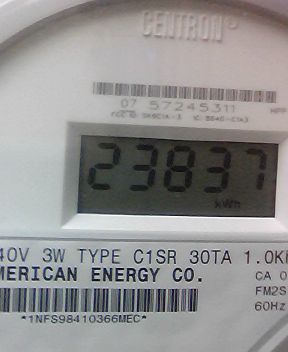 CENTRON®
07 57245311
23837
kWh
40V 3W TYPE C1SR 30TA 1.0K
MERICAN ENERGY CO.
CA 0
FM2S
60Hz
*1NFS98410366MEC*